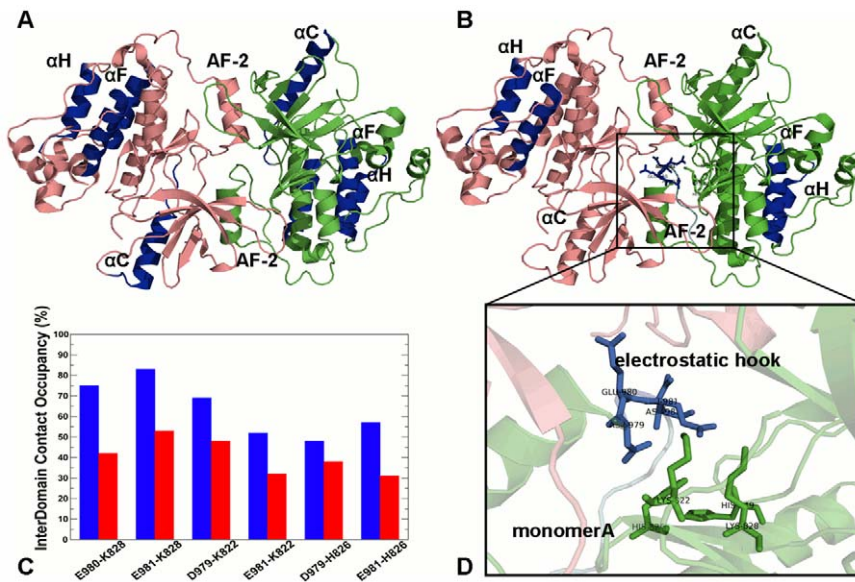 A
αH
αF
AF-2
αC
αF
αH
αC
AF-2
B
αH
αF
AF-2
αC
αF
αH
αC
AF-2
InterDomain Contact Occupancy (%)
100
90
80
70
60
50
40
30
20
10
0
E980-K828
E981-K828
D979-K822
E981-K822
D979-H826
E981-H826
C
electrostatic hook
monomerA
D